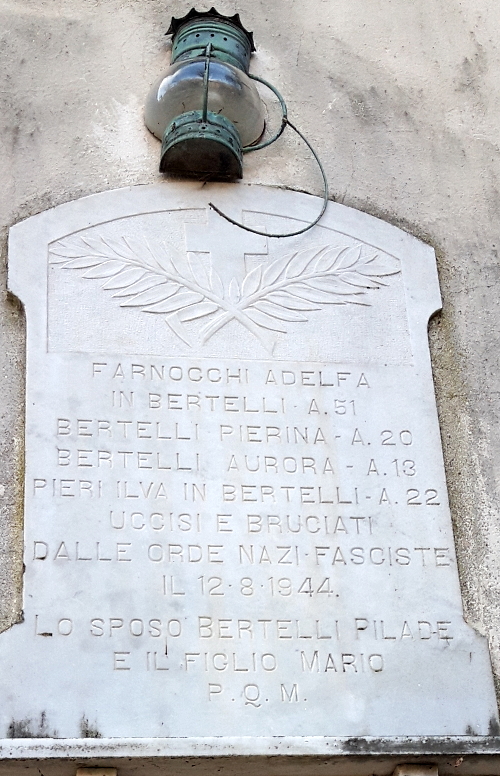 FARNOCCHI ADELFA
IN BERTELLI - A. 51
BERTELLI PIERINA - A. 20
BERTELLI AURORA - A. 13
PIERI ILVA IN BERTELLI - A. 22
UCCISI E BRUCIATI
DALLE ORDE NAZI-FASCISTE
IL 12·8·1944.
LO SPOSO BERTELLI PILADE
E IL FIGLIO MARIO
P. Q. M.